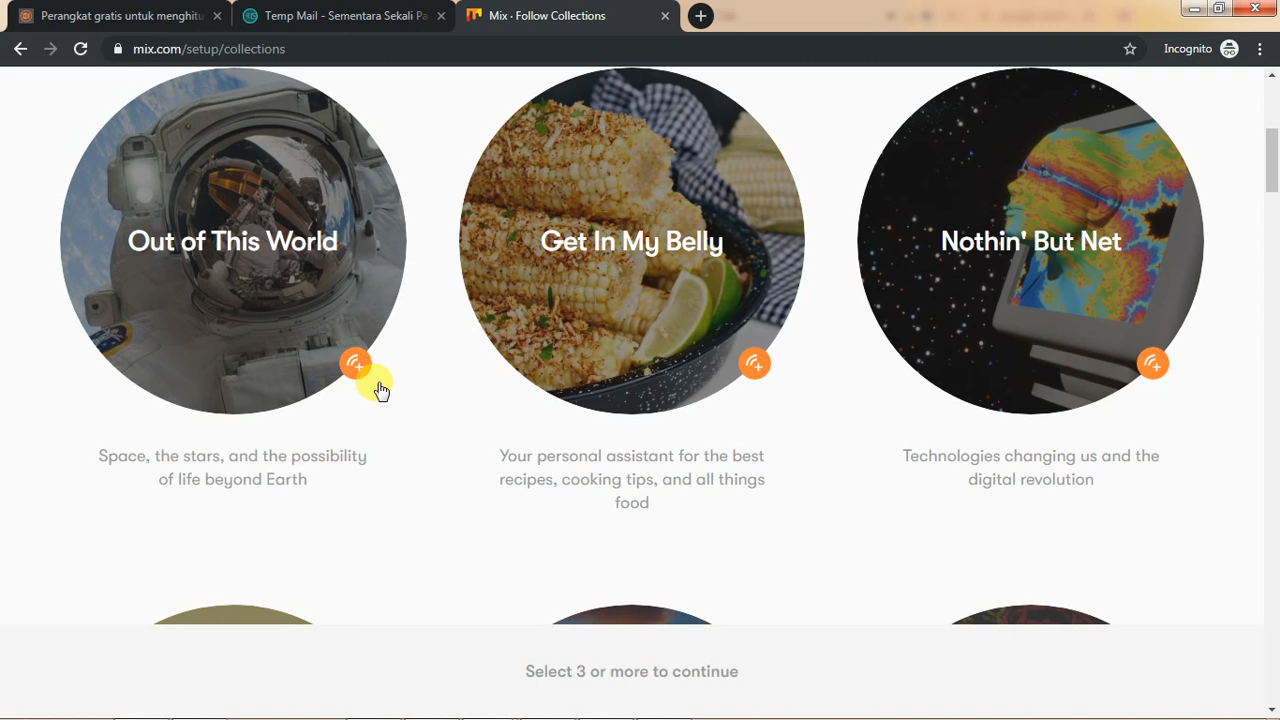 Perangkat gratis untuk menghitu
Temp Mail - Sementara Sekali Pa
Mix · Follow Collections
mix.com/setup/collections
Incognito
Out of This World
Get In My Belly
Nothin' But Net
Space, the stars, and the possibility
of life beyond Earth
Your personal assistant for the best
recipes, cooking tips, and all things
food
Technologies changing us and the
digital revolution
Select 3 or more to continue